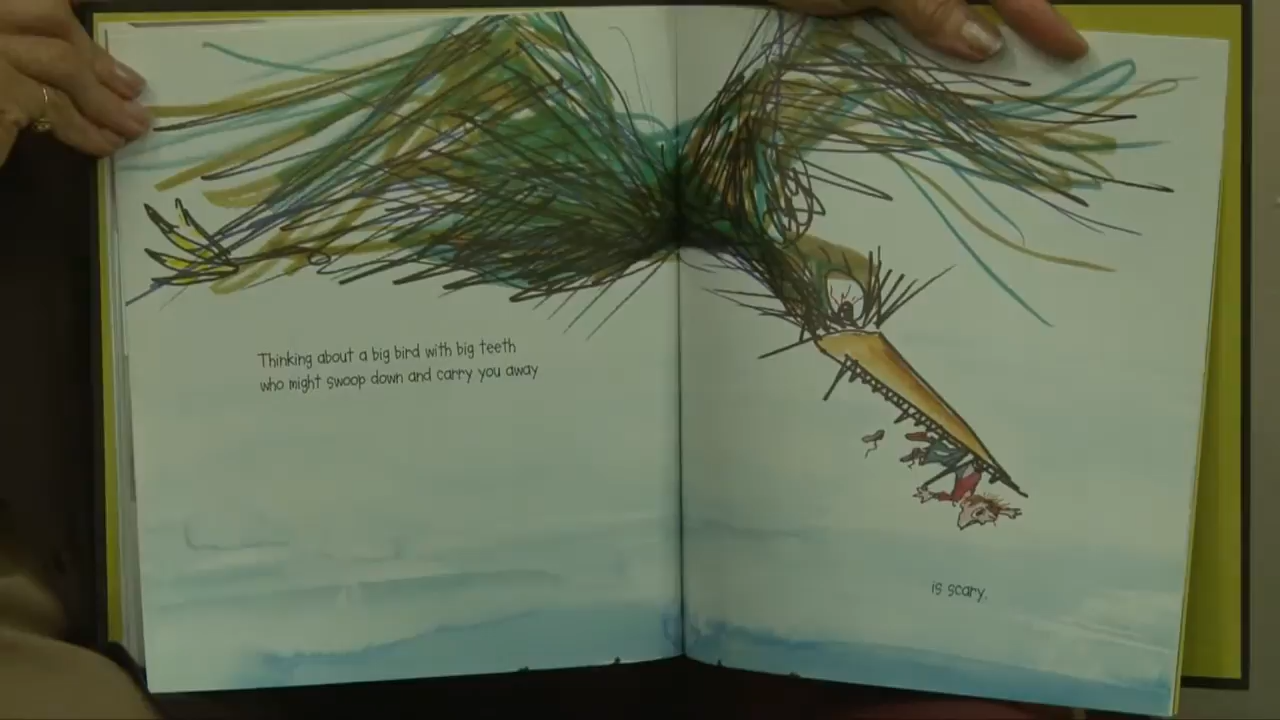 Thinking about a big bird with big teeth
who might swoop down and carry you away
is scary.